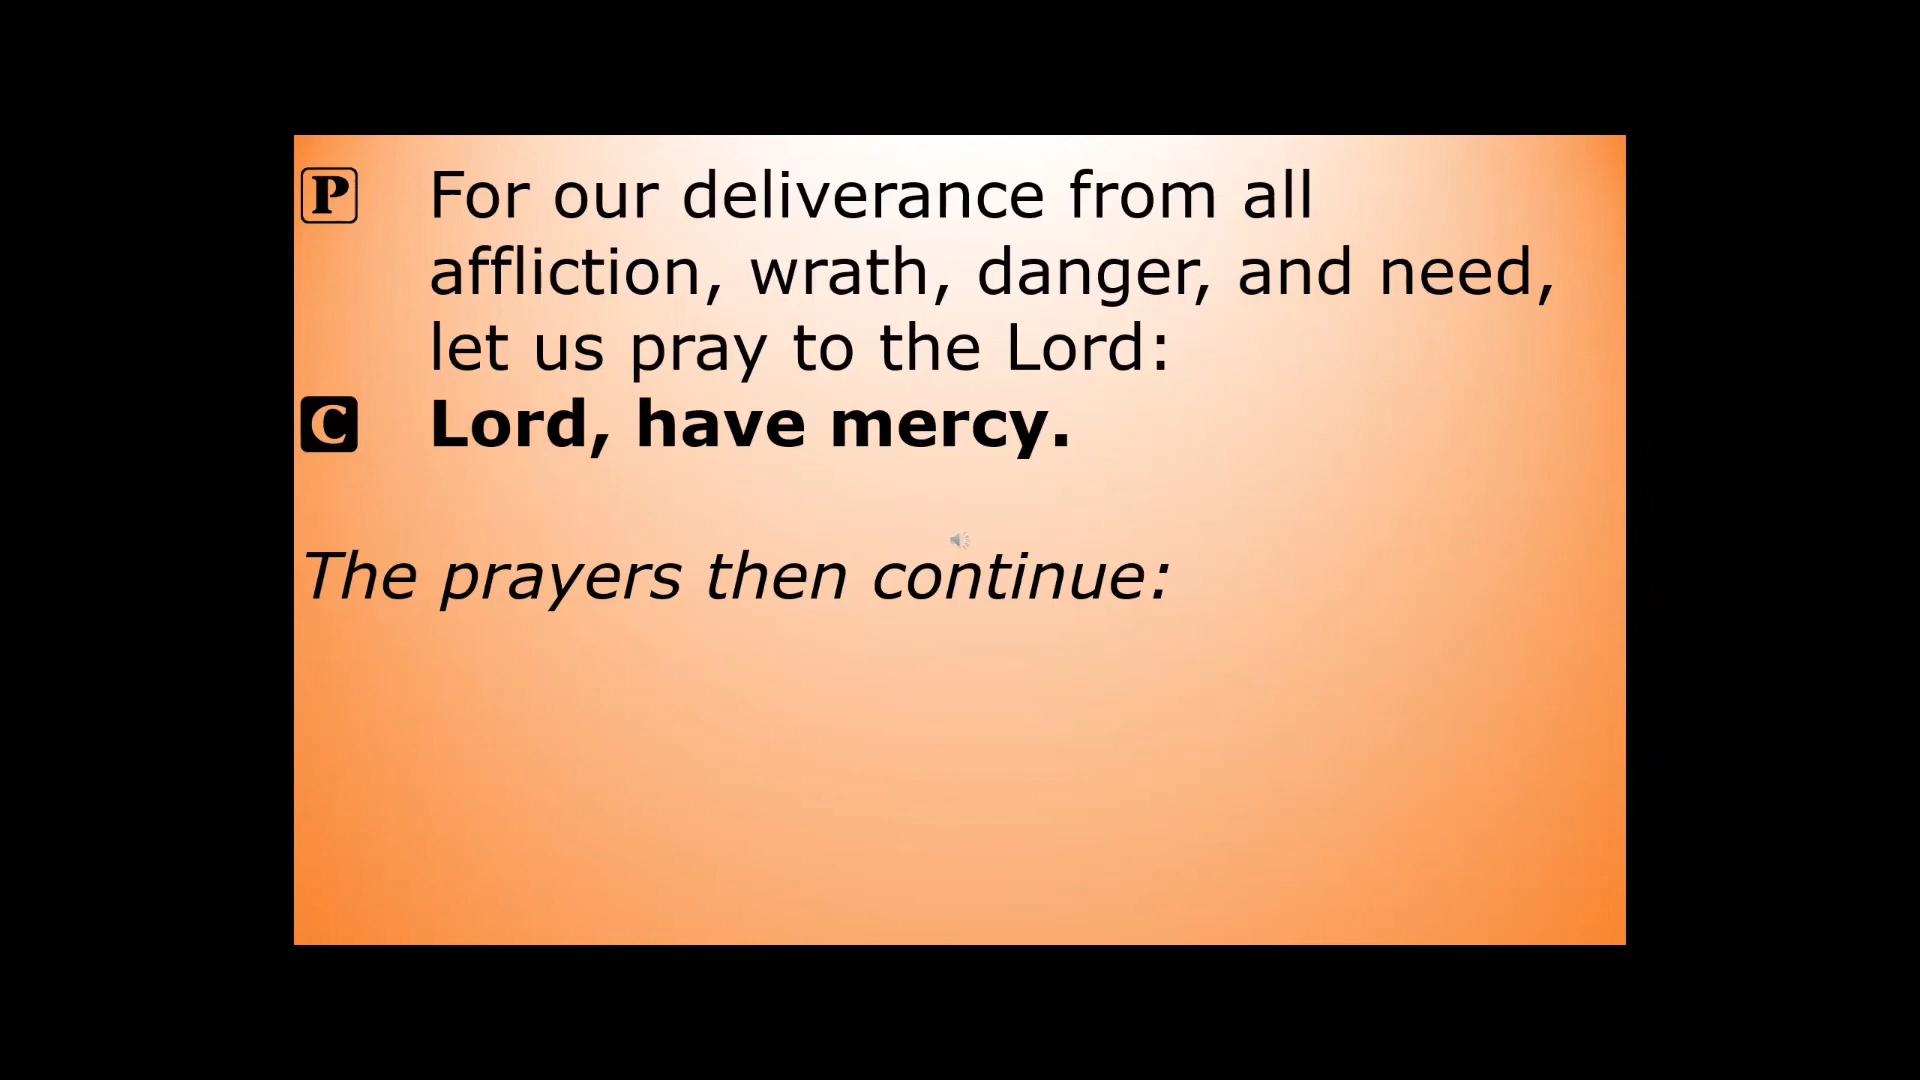 P For our deliverance from all
affliction, wrath, danger, and need,
let us pray to the Lord:
C Lord, have mercy.
The prayers then continue: